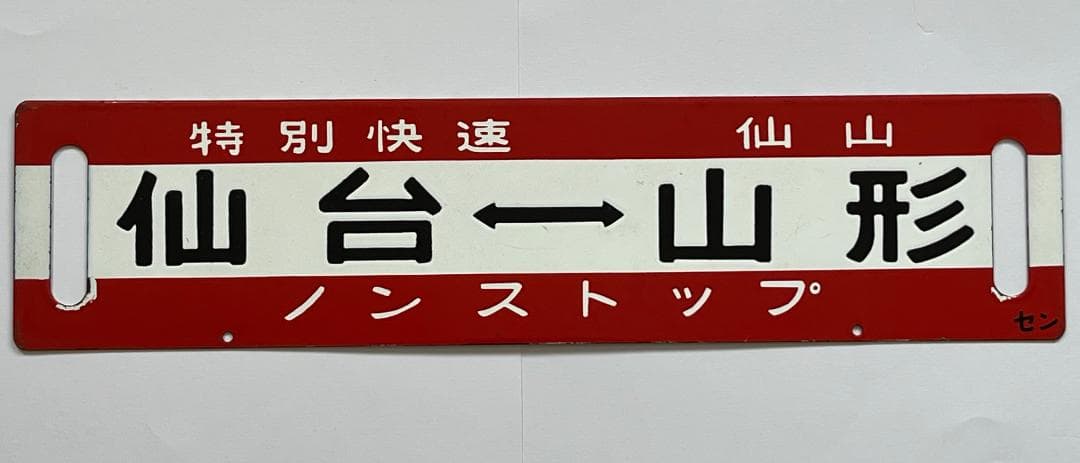 特別快速 仙山
仙台↔山形
ノンストップ
セン